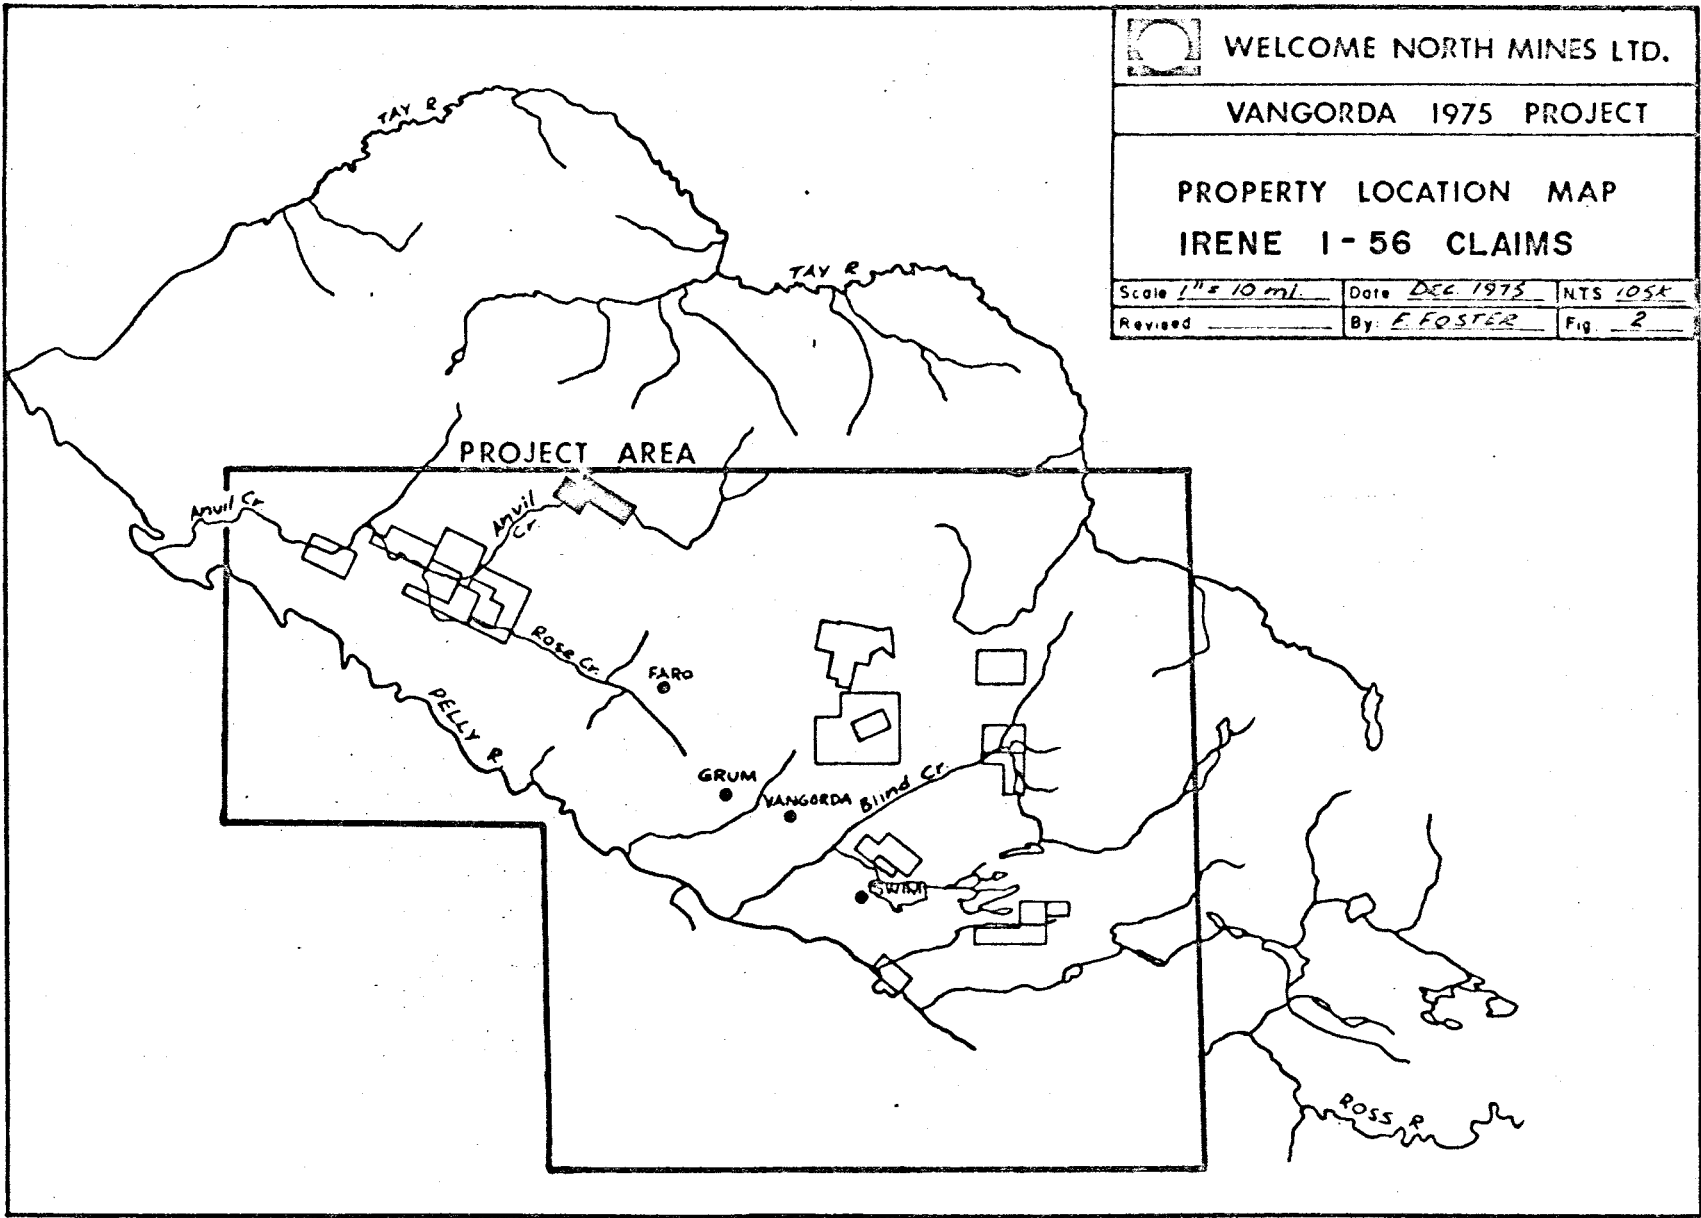 WELCOME NORTH MINES LTD.
VANGORDA 1975 PROJECT
PROPERTY LOCATION MAP
IRENE 1-56 CLAIMS
Scale 1"= 10 mi. Date DEC. 1975 N.T.S 105K
Revised By: F. FOSTER Fig. 2
TAY R
TAY R
PROJECT AREA
Anvil Cr
Anvil
Cr.
Rose Cr.
FARO
PELLY R
GRUM
VANGORDA
Blind Cr.
SWIM
ROSS R